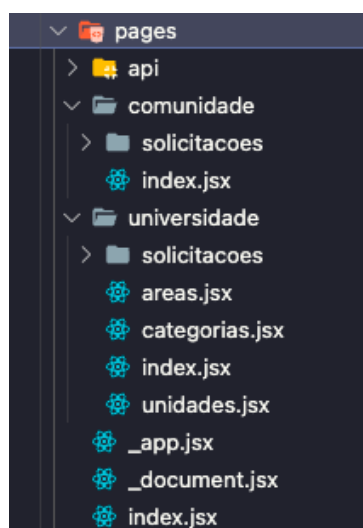 pages
api
comunidade
solicitacoes
index.jsx
universidade
solicitacoes
areas.jsx
categorias.jsx
index.jsx
unidades.jsx
_app.jsx
_document.jsx
index.jsx